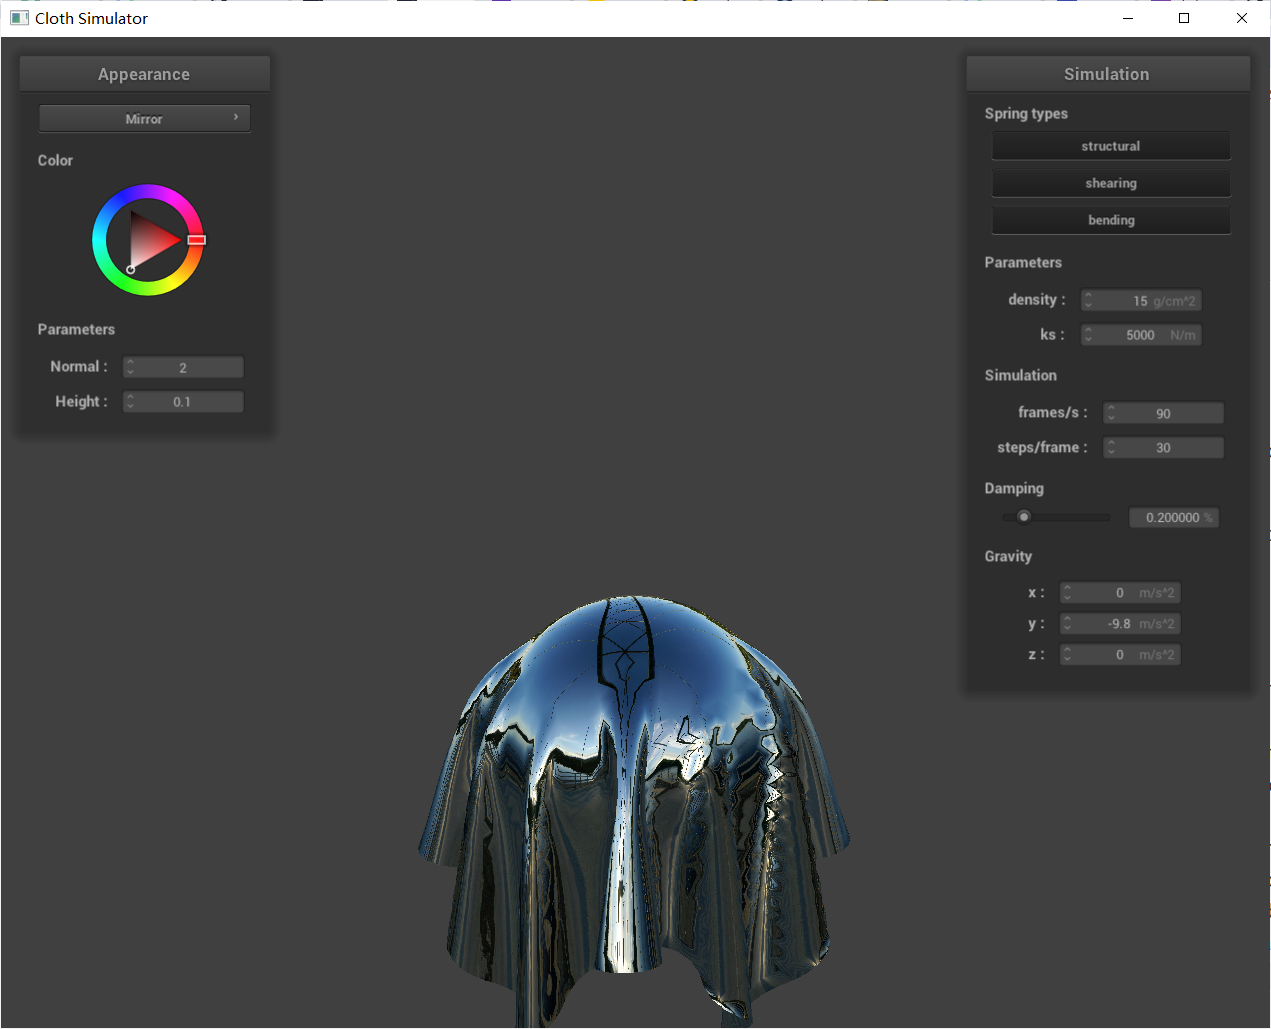 Cloth Simulator
Appearance
Mirror
Color
Parameters
Normal : 2
Height : 0.1
Simulation
Spring types
structural
shearing
bending
Parameters
density : 15 g/cm^2
ks : 5000 N/m
Simulation
frames/s : 90
steps/frame : 30
Damping
0.200000 %
Gravity
x : 0 m/s^2
y : -9.8 m/s^2
z : 0 m/s^2